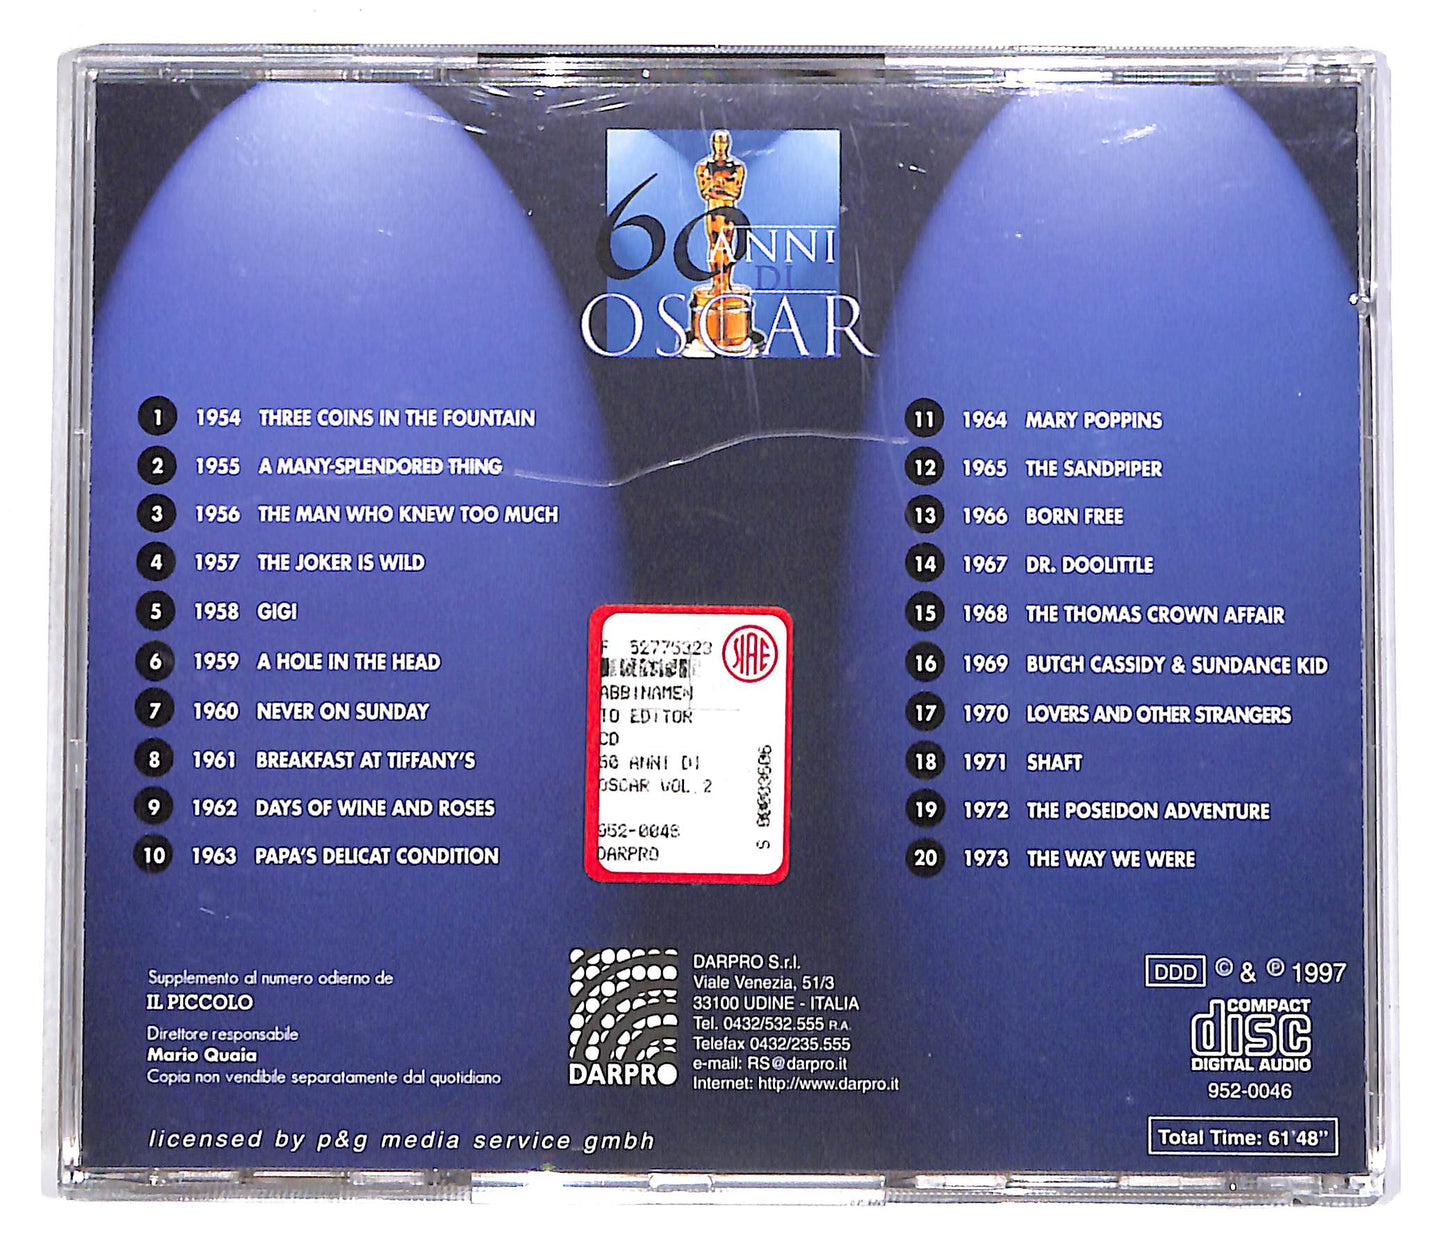 60 ANNI
DI
OSCAR
1 1954 THREE COINS IN THE FOUNTAIN
2 1955 A MANY-SPLENDORED THING
3 1956 THE MAN WHO KNEW TOO MUCH
4 1957 THE JOKER IS WILD
5 1958 GIGI
6 1959 A HOLE IN THE HEAD
7 1960 NEVER ON SUNDAY
8 1961 BREAKFAST AT TIFFANY'S
9 1962 DAYS OF WINE AND ROSES
10 1963 PAPA'S DELICAT CONDITION
11 1964 MARY POPPINS
12 1965 THE SANDPIPER
13 1966 BORN FREE
14 1967 DR. DOOLITTLE
15 1968 THE THOMAS CROWN AFFAIR
16 1969 BUTCH CASSIDY & SUNDANCE KID
17 1970 LOVERS AND OTHER STRANGERS
18 1971 SHAFT
19 1972 THE POSEIDON ADVENTURE
20 1973 THE WAY WE WERE
SIAE
ABBINAMEN
TO EDITOR
CD
60 ANNI DI
OSCAR VOL.2
952-0046
DARPRO
Supplemento al numero odierno de
IL PICCOLO
Direttore responsabile
Mario Quaia
Copia non vendibile separatamente dal quotidiano
licensed by p&g media service gmbh
DARPRO
DARPRO S.r.l.
Viale Venezia, 51/3
33100 UDINE - ITALIA
Tel. 0432/532.555 R.A.
Telefax 0432/235.555
e-mail: RS@darpro.it
Internet: http://www.darpro.it
DDD © & ℗ 1997
COMPACT
disc
DIGITAL AUDIO
952-0046
Total Time: 61'48"